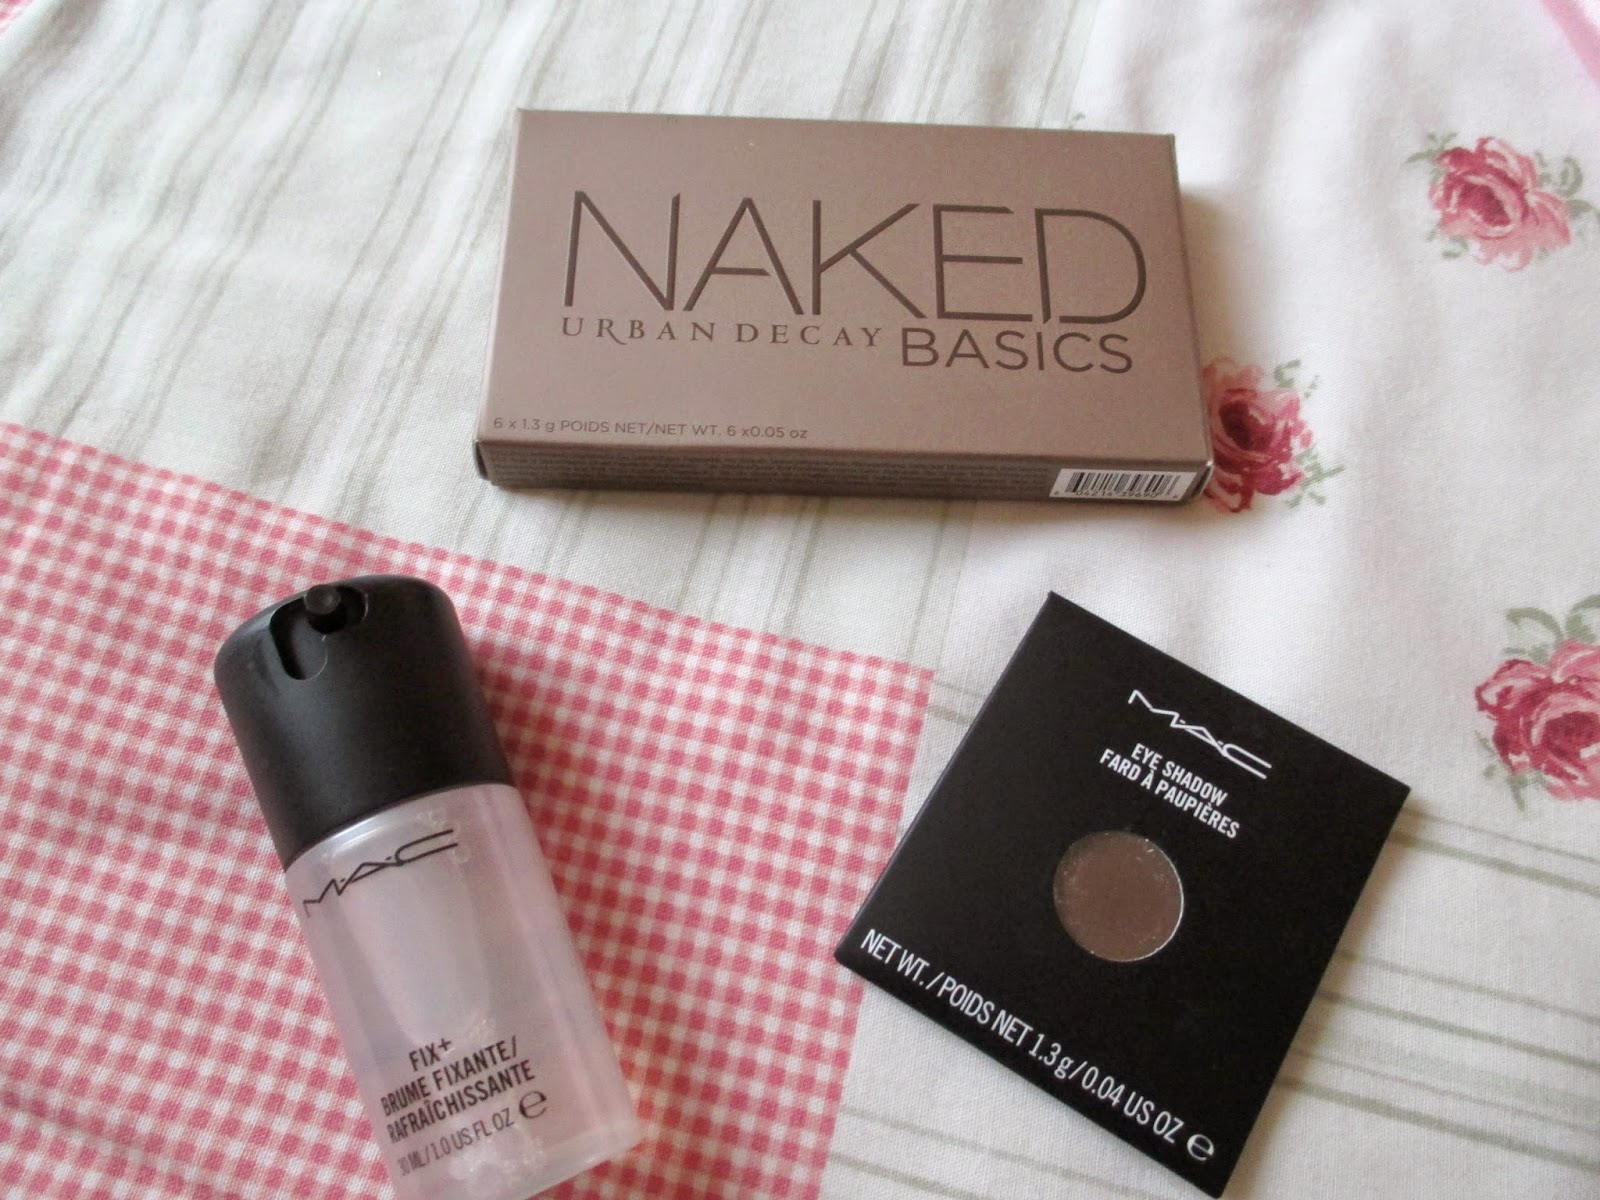 NAKED
URBAN DECAY BASICS
6 x 1.3 g POIDS NET/NET WT. 6 x0.05 oz
M·A·C
FIX+
BRUME FIXANTE/
RAFRAÎCHISSANTE
30 ML/1.0 US FL OZ e
M·A·C
EYE SHADOW
FARD À PAUPIÈRES
NET WT./POIDS NET 1.3 g/0.04 US OZ e